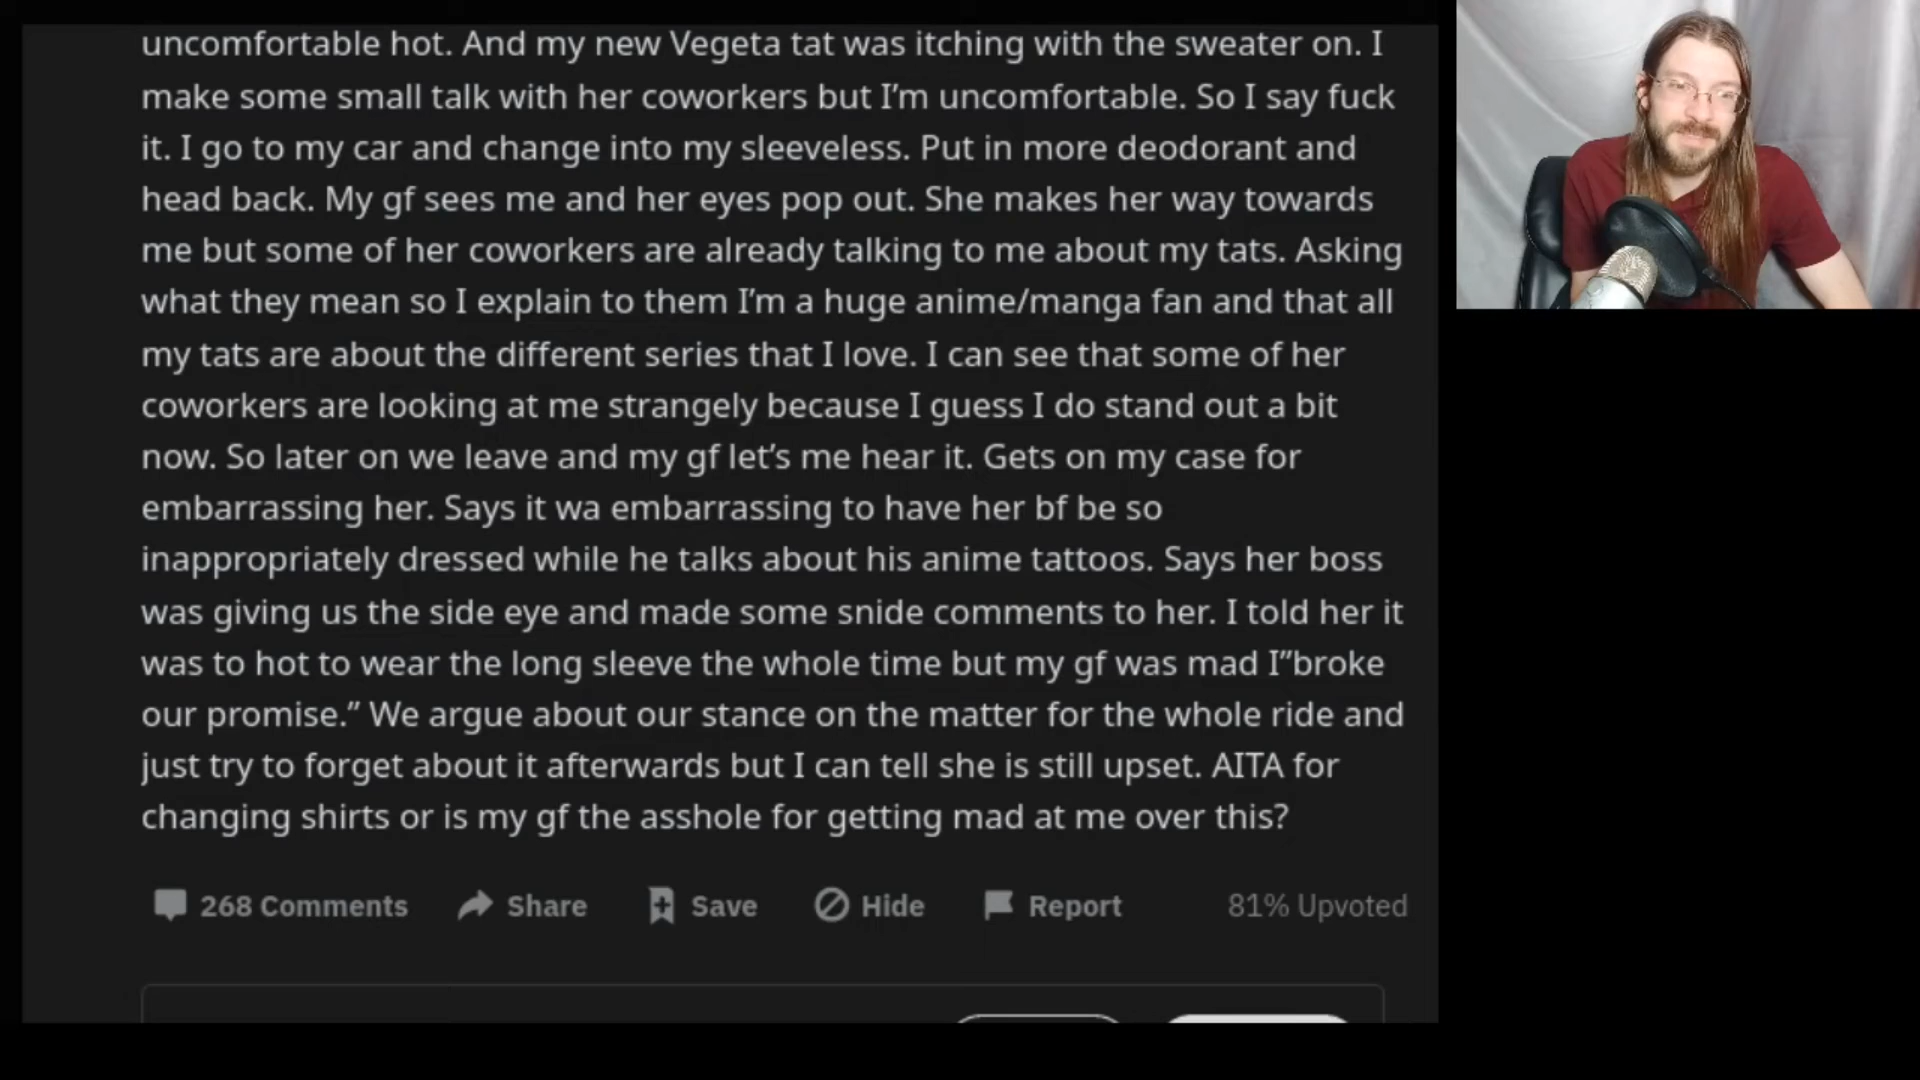 uncomfortable hot. And my new Vegeta tat was itching with the sweater on. I
make some small talk with her coworkers but I'm uncomfortable. So I say fuck
it. I go to my car and change into my sleeveless. Put in more deodorant and
head back. My gf sees me and her eyes pop out. She makes her way towards
me but some of her coworkers are already talking to me about my tats. Asking
what they mean so I explain to them I'm a huge anime/manga fan and that all
my tats are about the different series that I love. I can see that some of her
coworkers are looking at me strangely because I guess I do stand out a bit
now. So later on we leave and my gf let's me hear it. Gets on my case for
embarrassing her. Says it wa embarrassing to have her bf be so
inappropriately dressed while he talks about his anime tattoos. Says her boss
was giving us the side eye and made some snide comments to her. I told her it
was to hot to wear the long sleeve the whole time but my gf was mad I”broke
our promise.” We argue about our stance on the matter for the whole ride and
just try to forget about it afterwards but I can tell she is still upset. AITA for
changing shirts or is my gf the asshole for getting mad at me over this?
268 Comments Share Save Hide Report 81% Upvoted